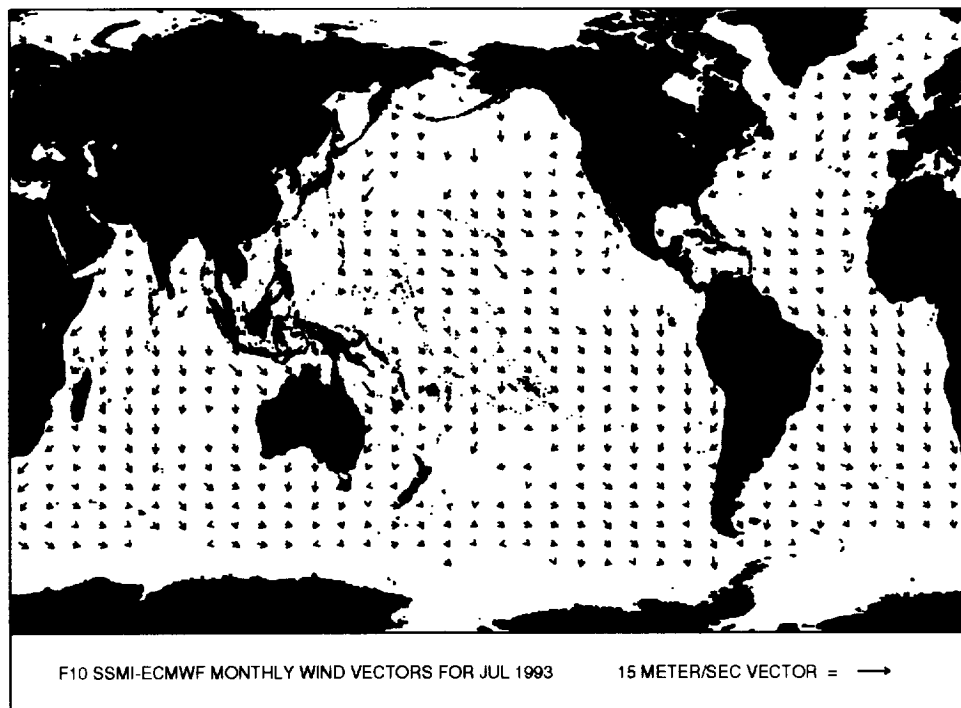 F10 SSMI-ECMWF MONTHLY WIND VECTORS FOR JUL 1993 15 METER/SEC VECTOR =